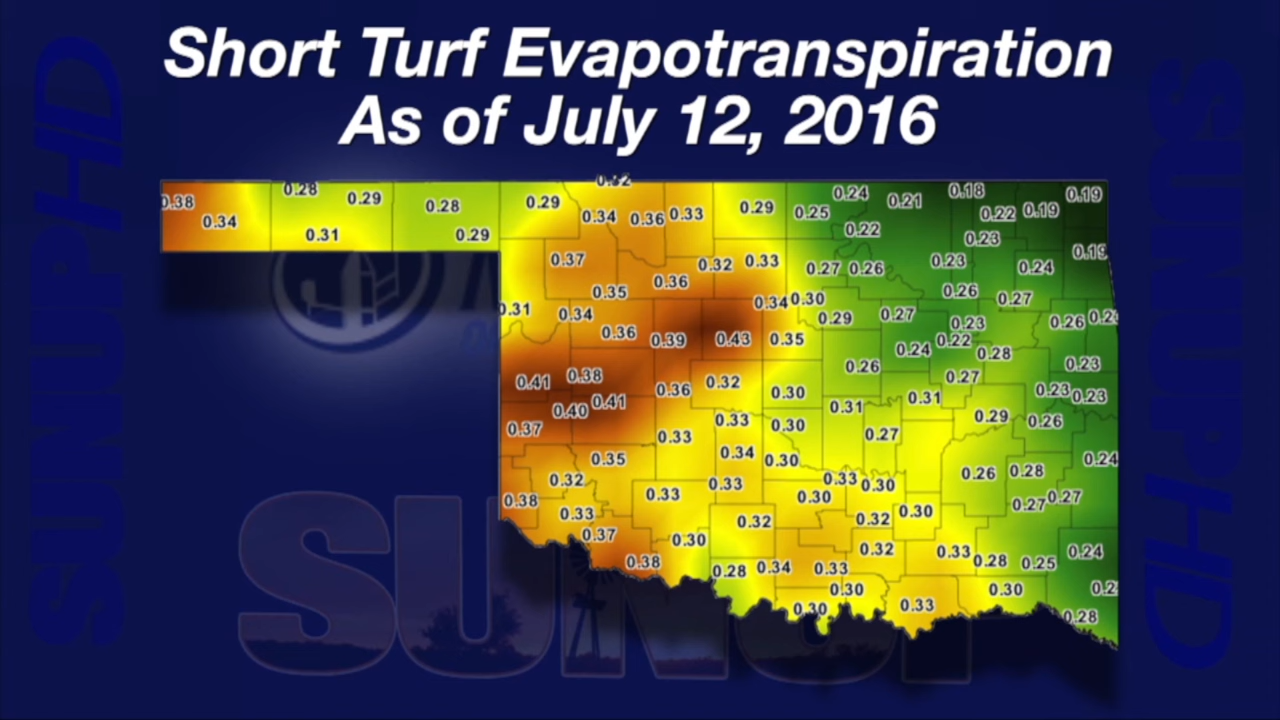 Short Turf Evapotranspiration
As of July 12, 2016
0.38 0.28 0.29 0.28 0.29 0.34 0.36 0.33 0.29 0.25 0.24 0.21 0.18 0.22 0.19 0.19
0.34 0.31 0.29 0.22 0.23
0.37 0.36 0.32 0.33 0.27 0.26 0.23 0.24 0.19
0.31 0.35 0.34 0.34 0.30 0.29 0.27 0.26 0.27
0.36 0.39 0.43 0.35 0.24 0.23 0.22 0.28 0.26
0.41 0.38 0.36 0.32 0.30 0.26 0.27 0.23
0.40 0.41 0.33 0.30 0.31 0.31 0.29 0.23 0.23
0.37 0.33 0.34 0.30 0.27 0.26
0.35 0.33 0.33 0.30 0.26 0.28 0.24
0.32 0.33 0.30 0.30 0.27 0.27
0.38 0.33 0.32 0.32
0.37 0.30 0.32 0.33 0.28 0.25 0.24
0.38 0.28 0.34 0.33 0.30 0.30
0.30 0.33 0.28
SUNUPHD
SUNUPHD
SUNUP